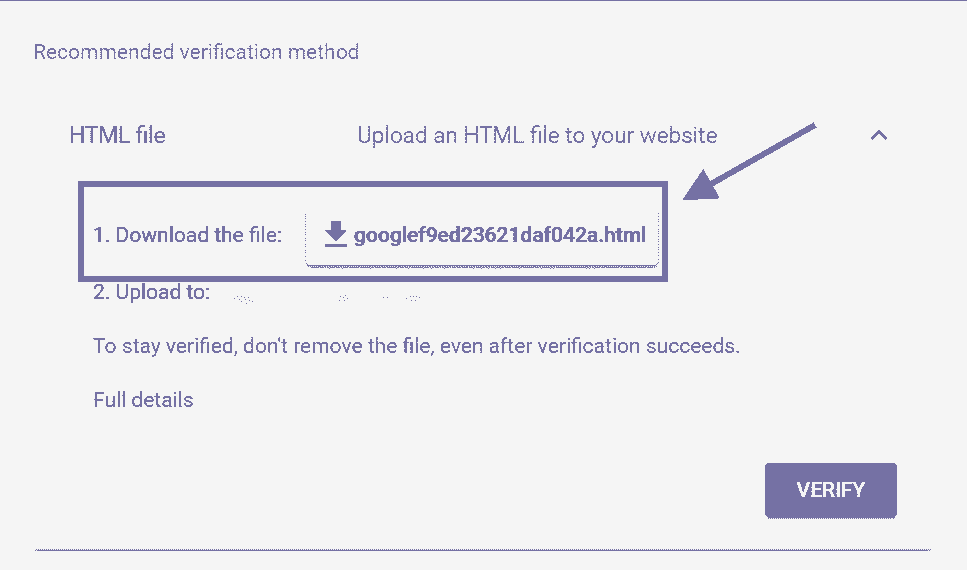 Recommended verification method
HTML file
Upload an HTML file to your website
1. Download the file: googlef9ed23621daf042a.html
2. Upload to:
To stay verified, don't remove the file, even after verification succeeds.
Full details
VERIFY